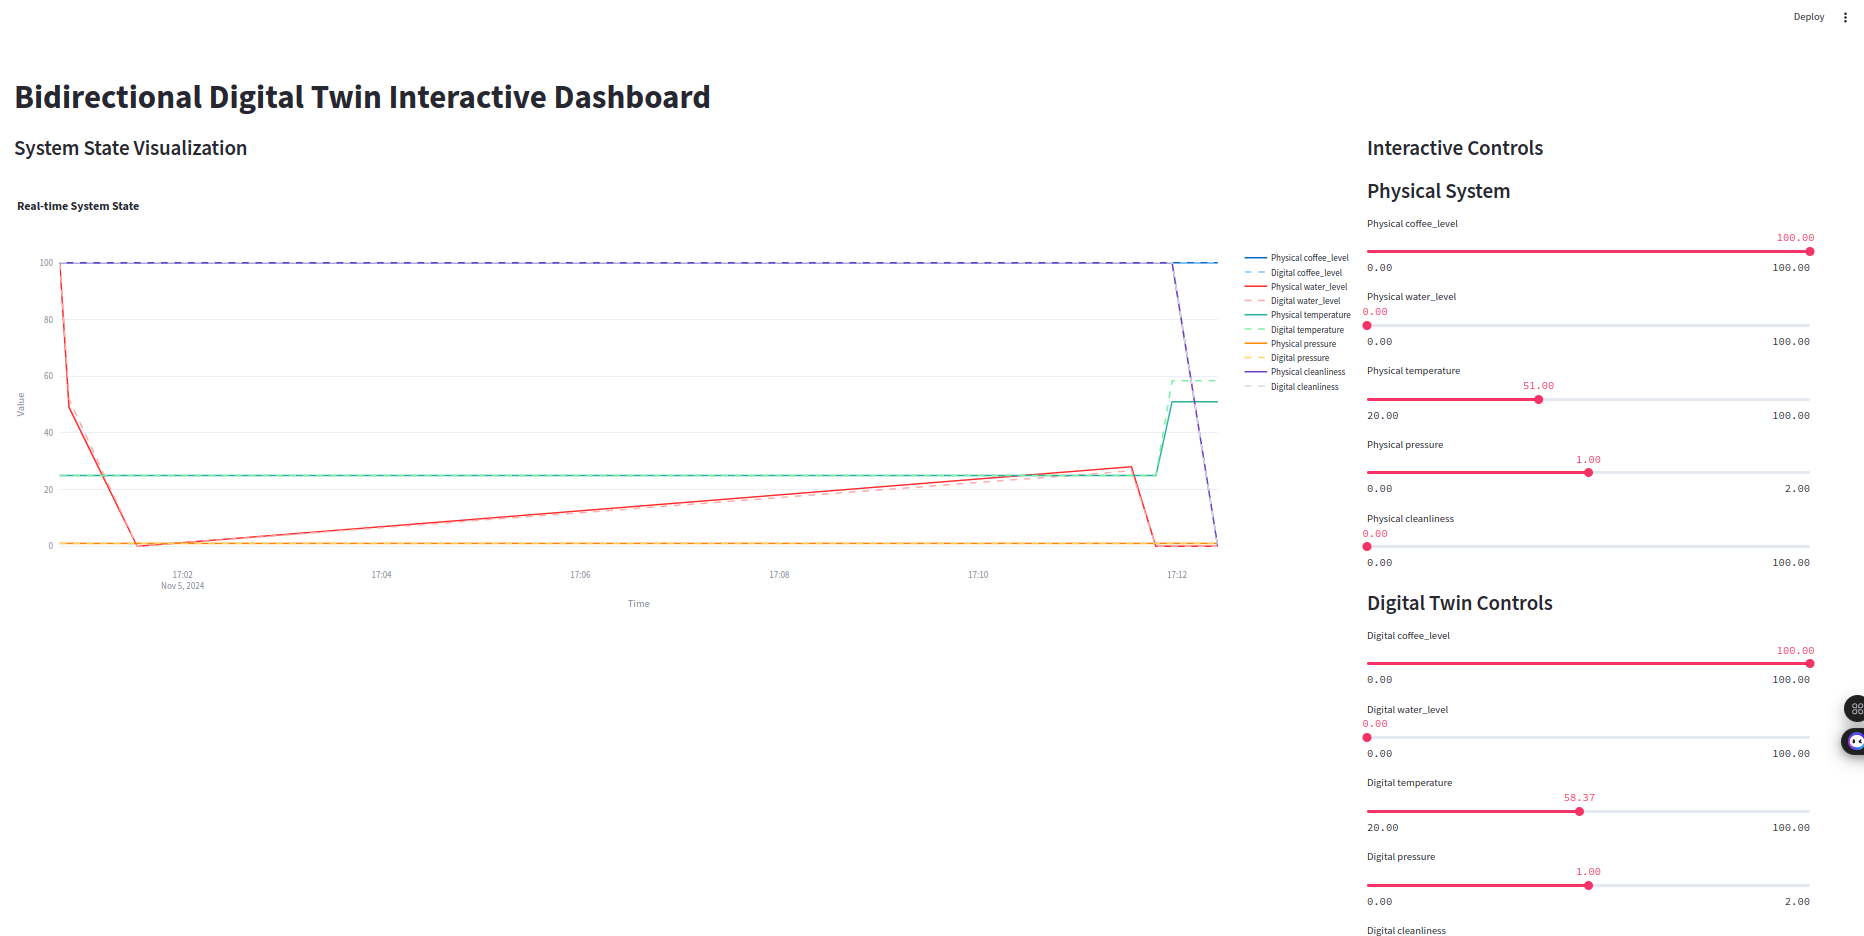 Deploy
Bidirectional Digital Twin Interactive Dashboard
System State Visualization
Real-time System State
Value
100
80
60
40
20
0
17:02
Nov 5, 2024
17:04
17:06
17:08
17:10
17:12
Time
Physical coffee_level
Digital coffee_level
Physical water_level
Digital water_level
Physical temperature
Digital temperature
Physical pressure
Digital pressure
Physical cleanliness
Digital cleanliness
Interactive Controls
Physical System
Physical coffee_level
100.00
0.00 100.00
Physical water_level
0.00
0.00 100.00
Physical temperature
51.00
20.00 100.00
Physical pressure
1.00
0.00 2.00
Physical cleanliness
0.00
0.00 100.00
Digital Twin Controls
Digital coffee_level
100.00
0.00 100.00
Digital water_level
0.00
0.00 100.00
Digital temperature
58.37
20.00 100.00
Digital pressure
1.00
0.00 2.00
Digital cleanliness